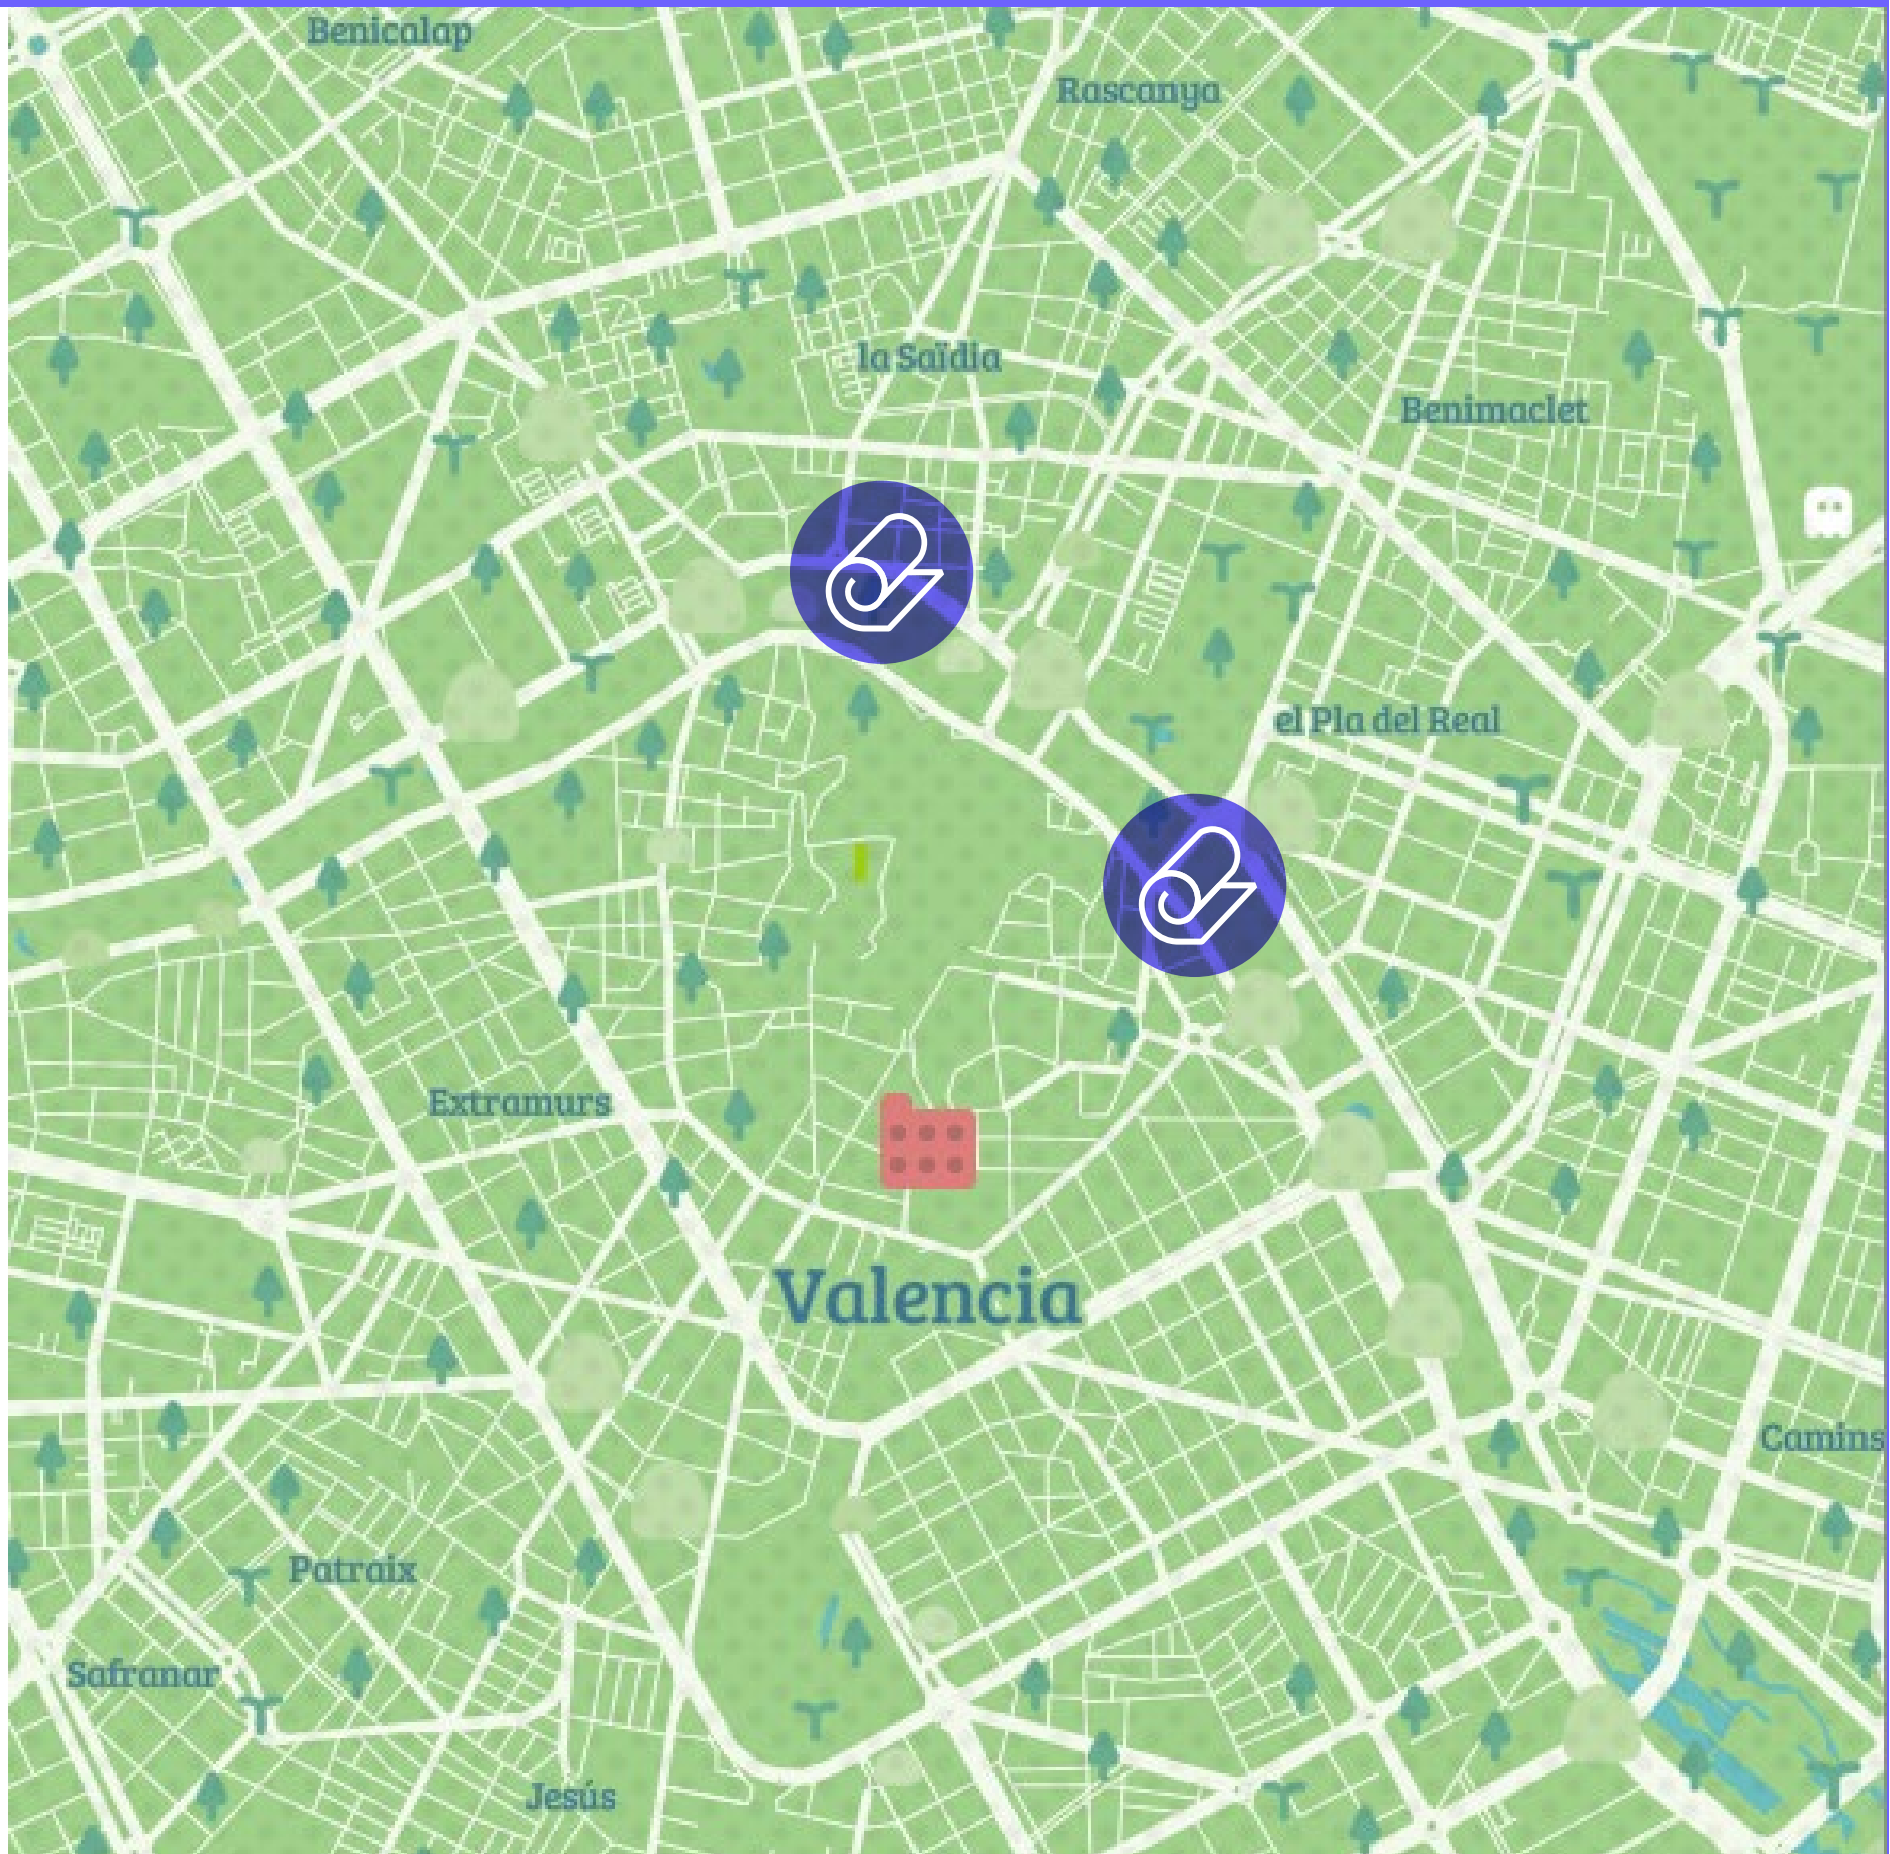 Benicalap
Rascanya
la Saïdia
Benimaclet
el Pla del Real
Extramurs
Valencia
Camins
Patraix
Safranar
Jesús